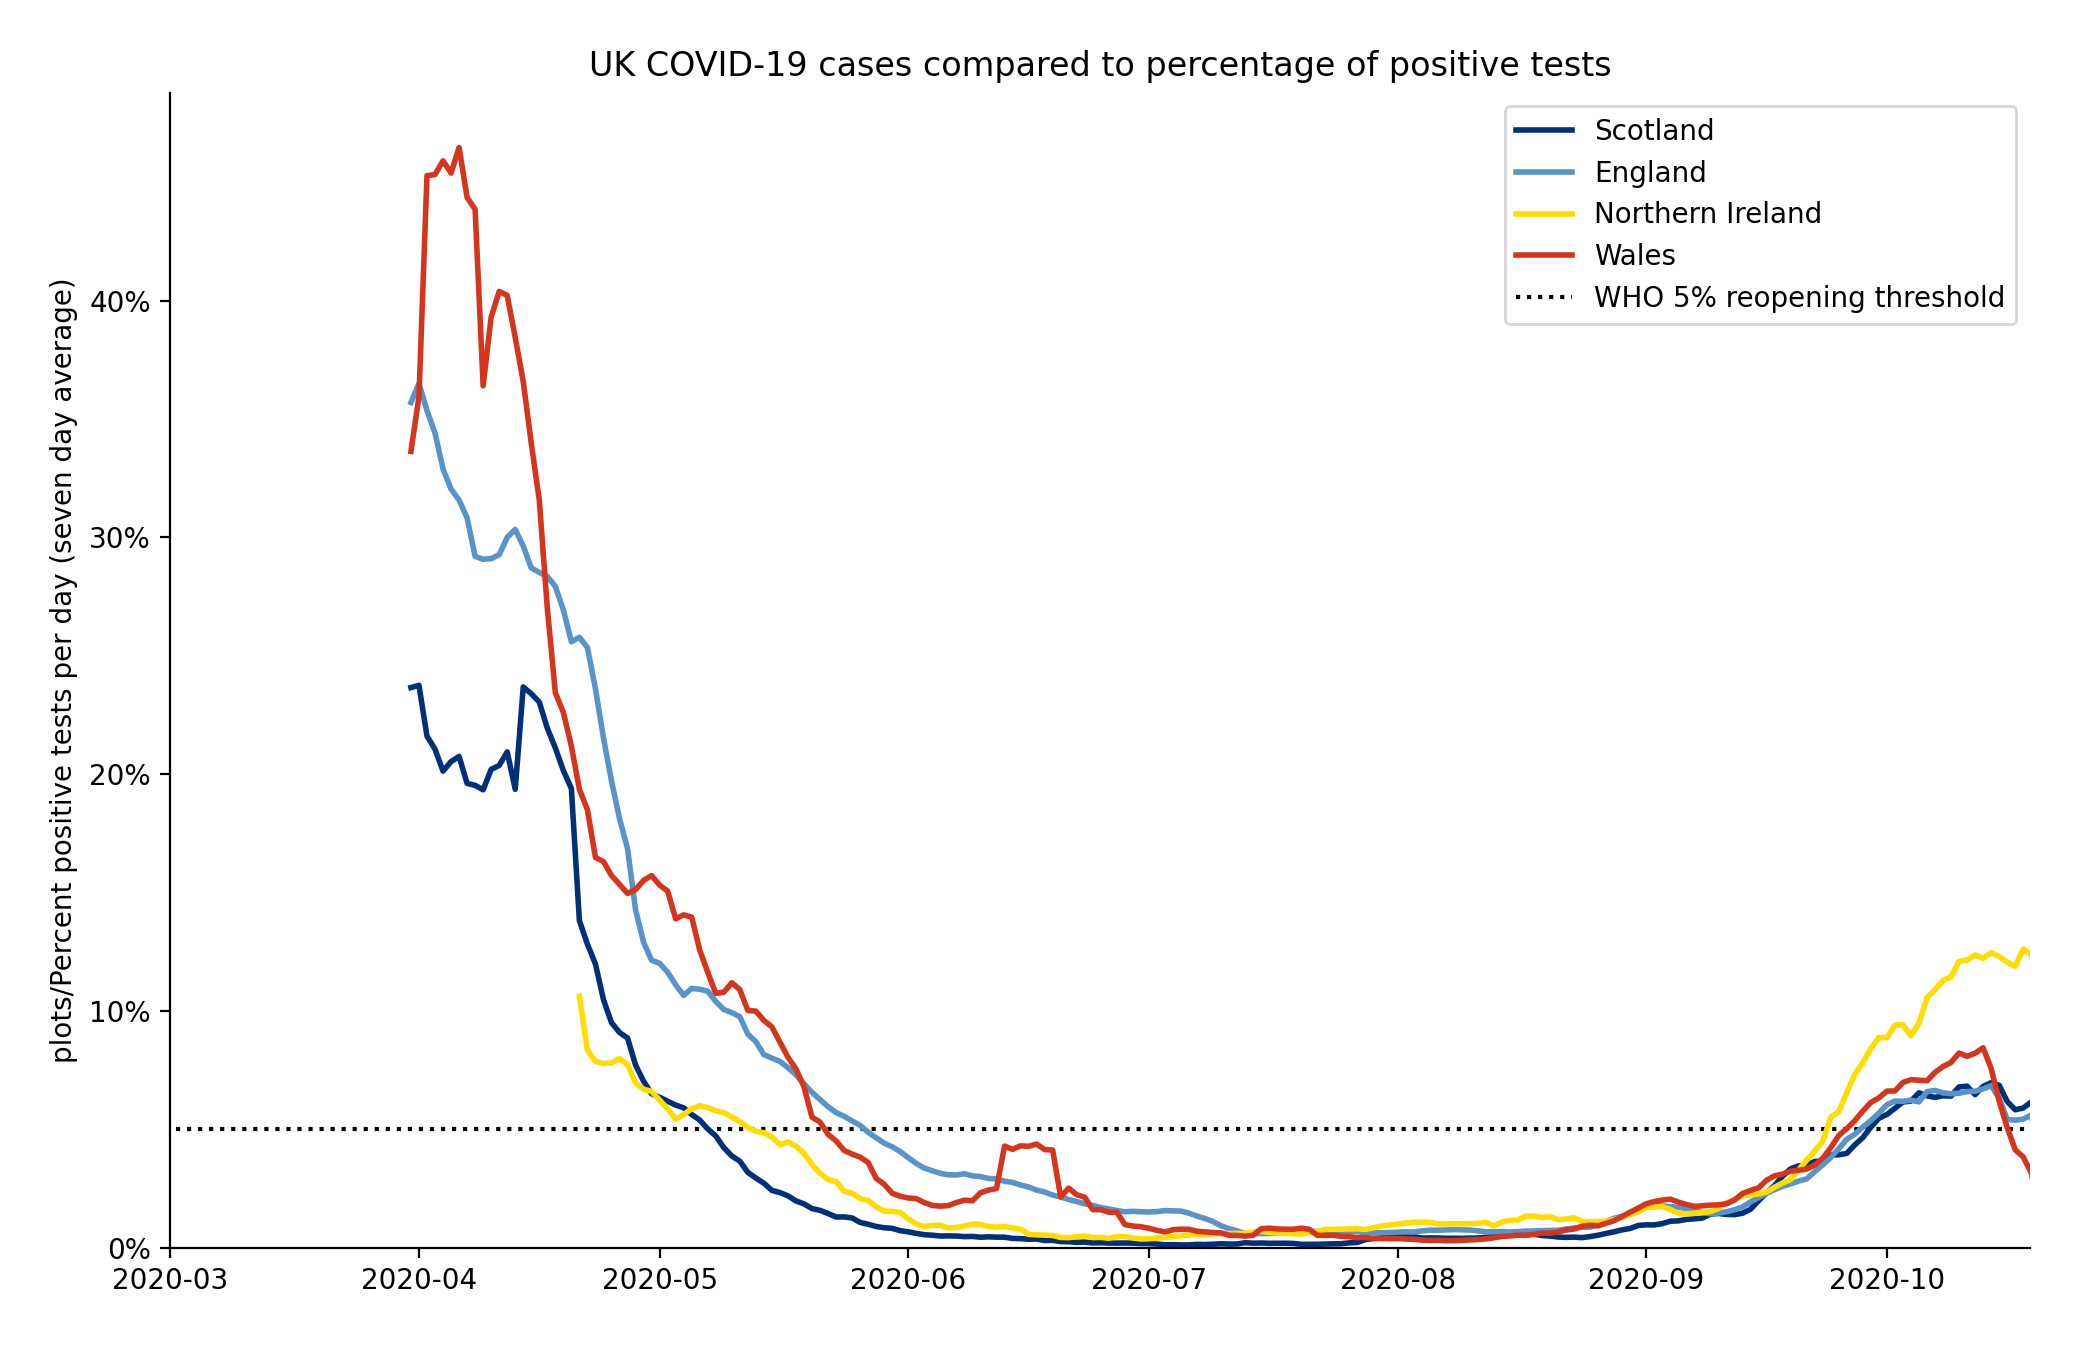 UK COVID-19 cases compared to percentage of positive tests
Scotland
England
Northern Ireland
Wales
WHO 5% reopening threshold
plots/Percent positive tests per day (seven day average)
40%
30%
20%
10%
0%
2020-03 2020-04 2020-05 2020-06 2020-07 2020-08 2020-09 2020-10